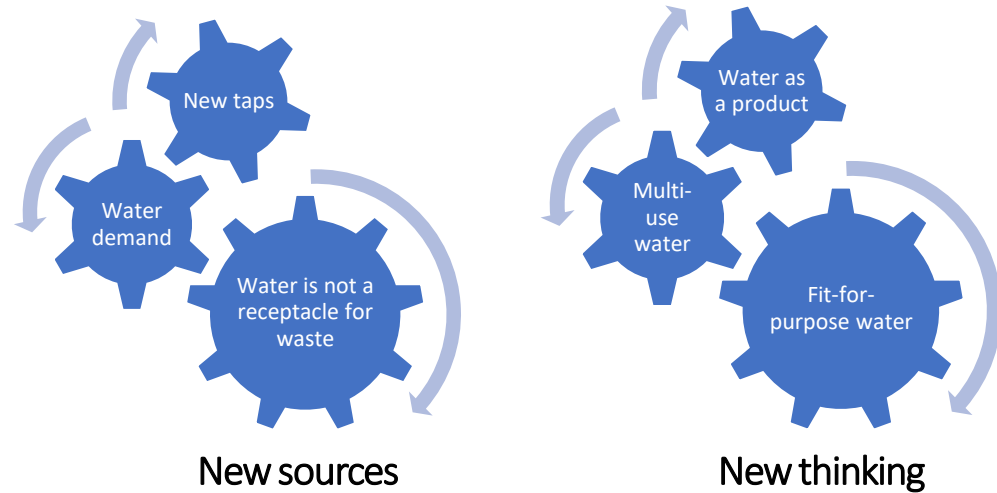 New taps
Water
demand
Water is not a
receptacle for
waste
New sources
Water as
a product
Multi-
use
water
Fit-for-
purpose water
New thinking